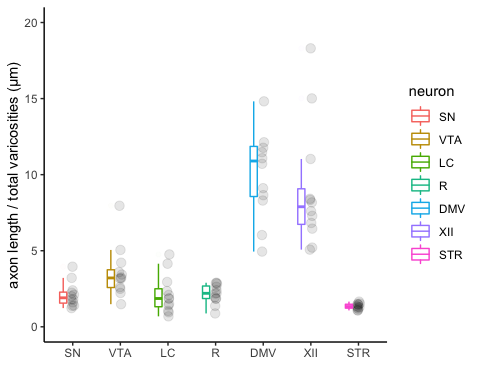 axon length / total varicosities (μm)
20
15
10
5
0
SN VTA LC R DMV XII STR
neuron
SN
VTA
LC
R
DMV
XII
STR